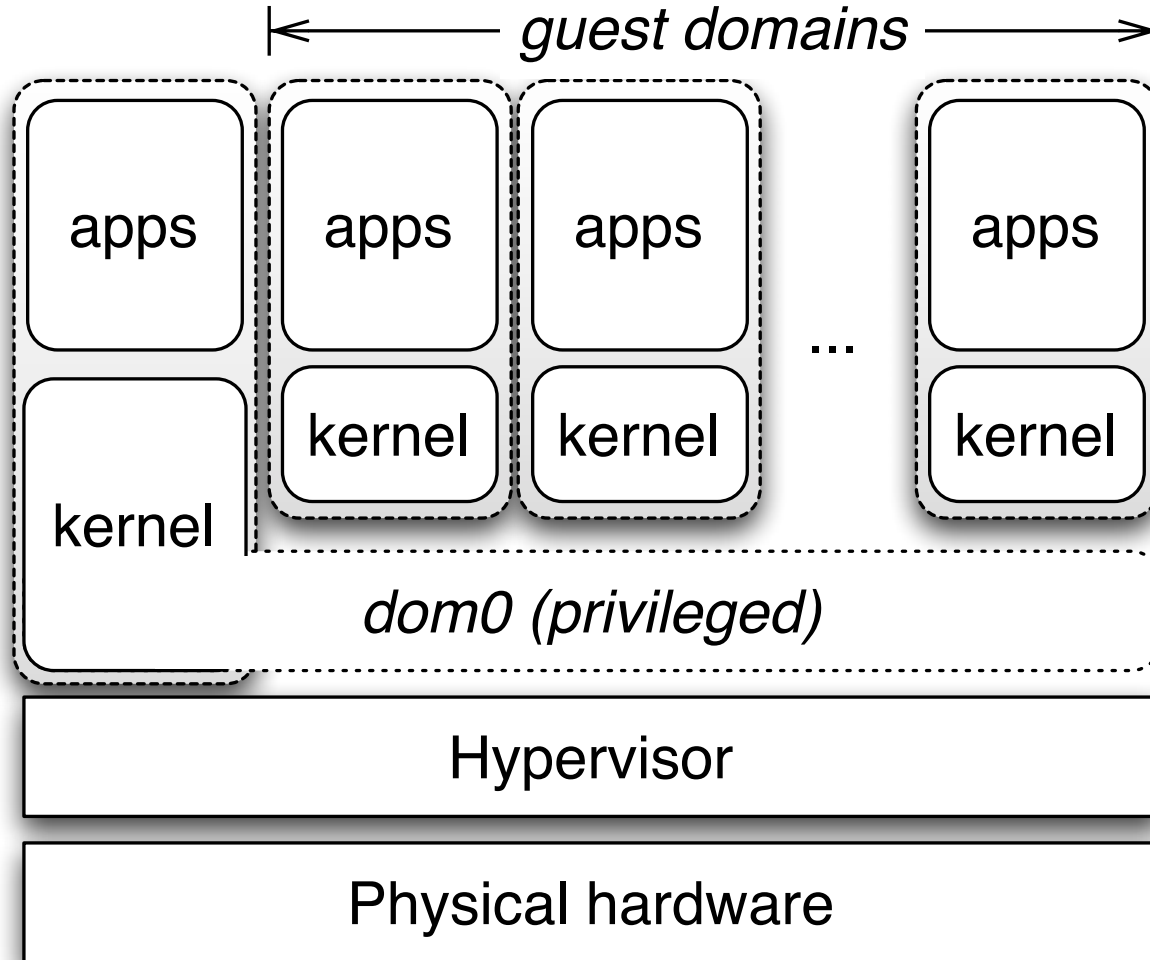 guest domains
apps
apps
apps
apps
...
kernel
kernel
kernel
kernel
dom0 (privileged)
Hypervisor
Physical hardware